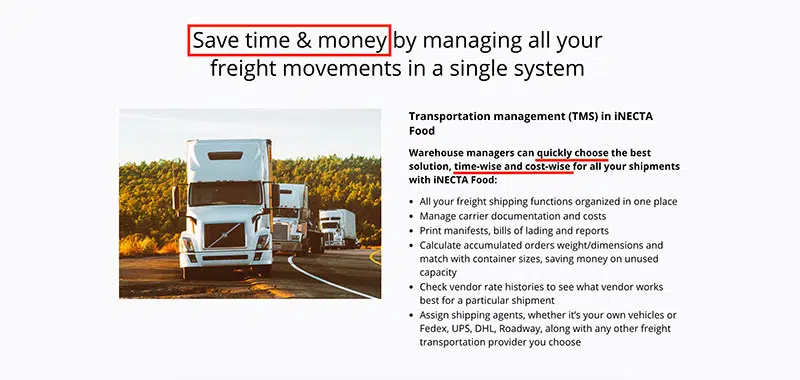 Save time & money by managing all your
freight movements in a single system
Transportation management (TMS) in iNECTA
Food
Warehouse managers can quickly choose the best
solution, time-wise and cost-wise for all your shipments
with iNECTA Food:
• All your freight shipping functions organized in one place
• Manage carrier documentation and costs
• Print manifests, bills of lading and reports
• Calculate accumulated orders weight/dimensions and
match with container sizes, saving money on unused
capacity
• Check vendor rate histories to see what vendor works
best for a particular shipment
• Assign shipping agents, whether it's your own vehicles or
Fedex, UPS, DHL, Roadway, along with any other freight
transportation provider you choose